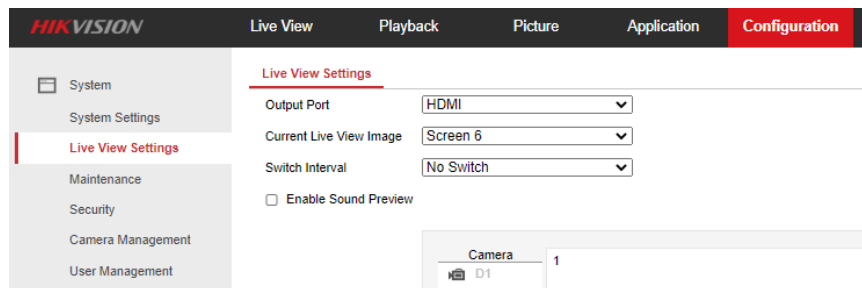 HIKVISION Live View Playback Picture Application Configuration
System
System Settings
Live View Settings
Maintenance
Security
Camera Management
User Management
Live View Settings
Output Port HDMI
Current Live View Image Screen 6
Switch Interval No Switch
Enable Sound Preview
Camera 1
D1